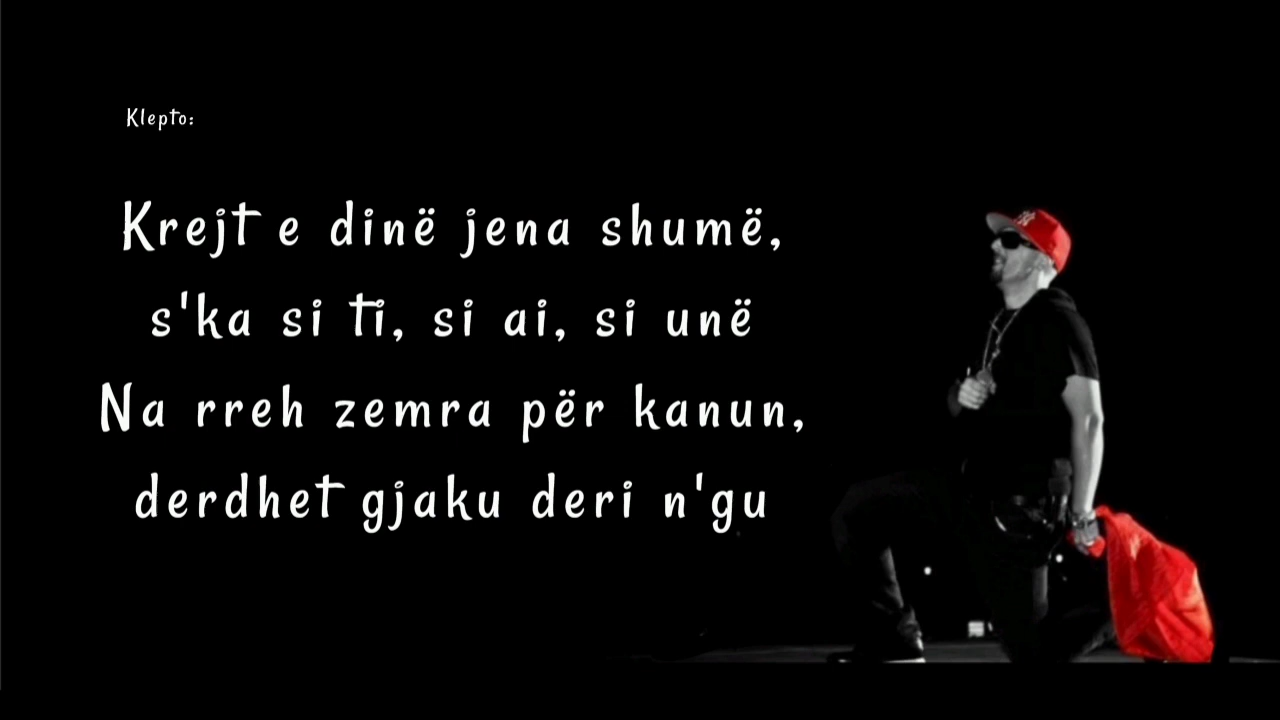 Klepto:
Krejt e dinë jena shumë,
s'ka si ti, si ai, si unë
Na rreh zemra për kanun,
derdhet gjaku deri n'gu